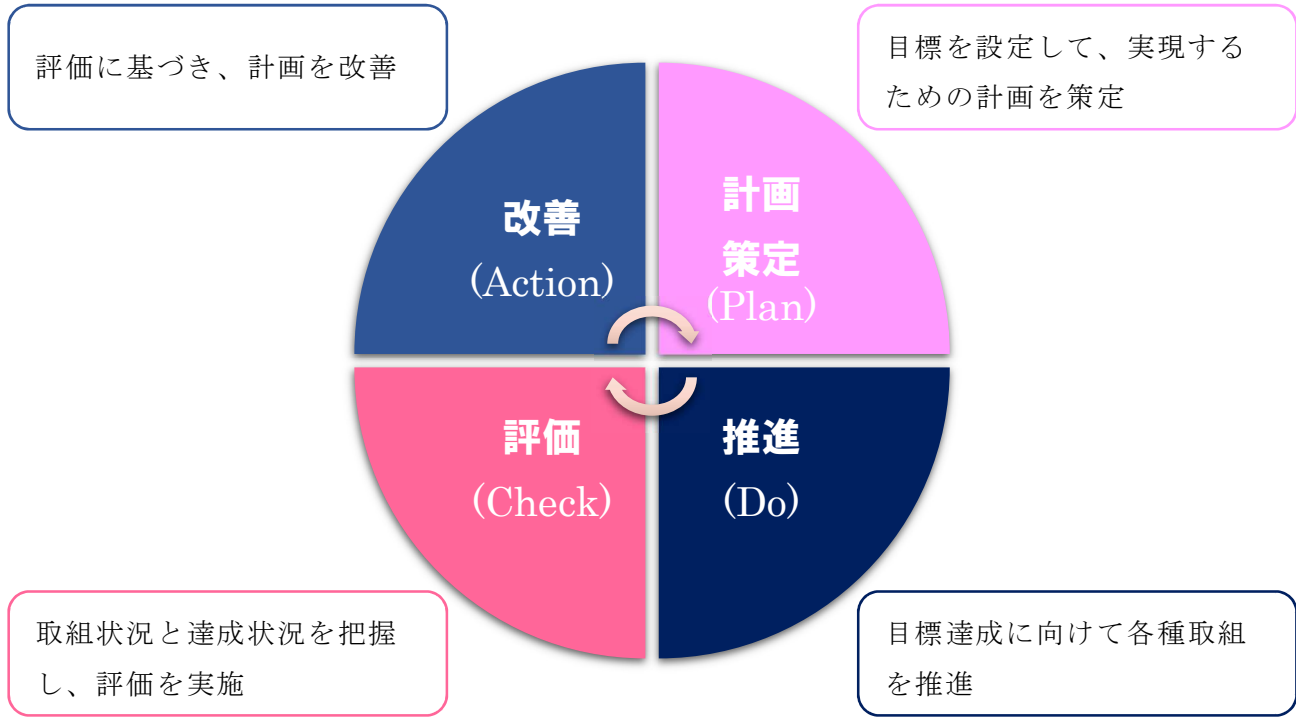 評価に基づき、計画を改善
目標を設定して、実現する
ための計画を策定
改善
(Action)
計画
策定
(Plan)
評価
(Check)
推進
(Do)
取組状況と達成状況を把握
し、評価を実施
目標達成に向けて各種取組
を推進